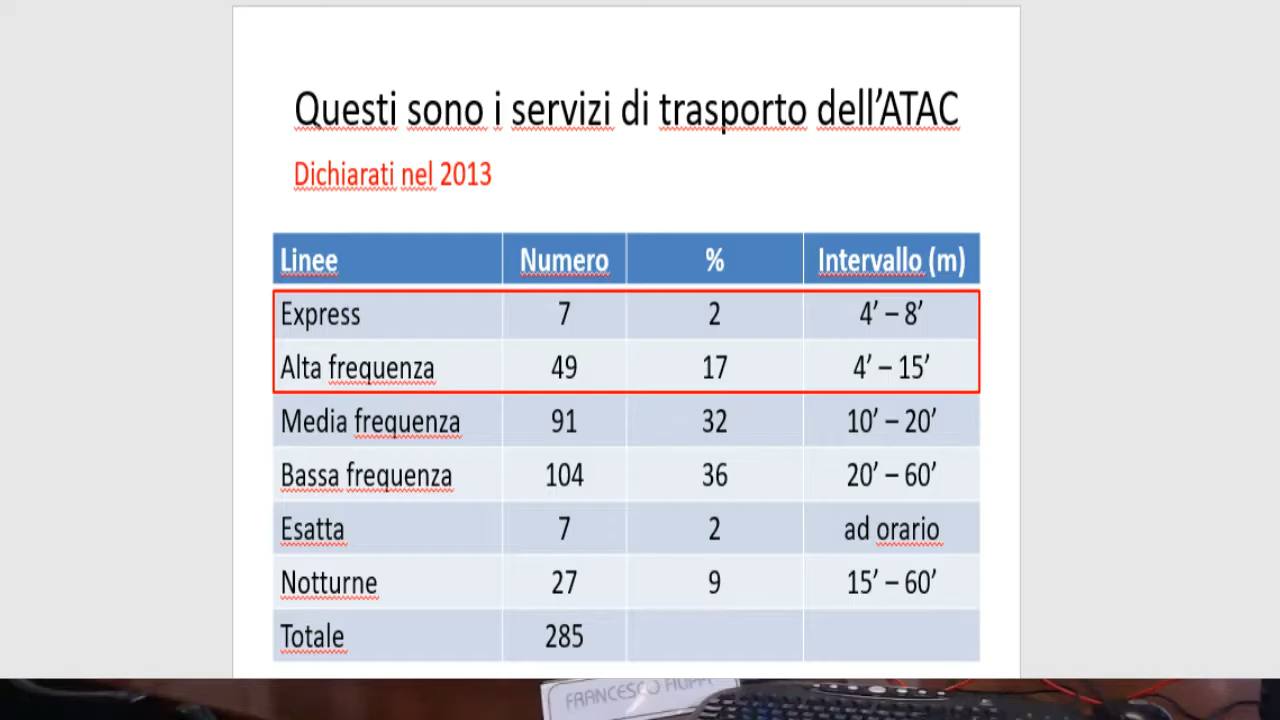 Questi sono i servizi di trasporto dell'ATAC
Dichiarati nel 2013
Linee Numero % Intervallo (m)
Express 7 2 4' – 8'
Alta frequenza 49 17 4' – 15'
Media frequenza 91 32 10' – 20'
Bassa frequenza 104 36 20' – 60'
Esatta 7 2 ad orario
Notturne 27 9 15' – 60'
Totale 285
FRANCESCO FILIPPI